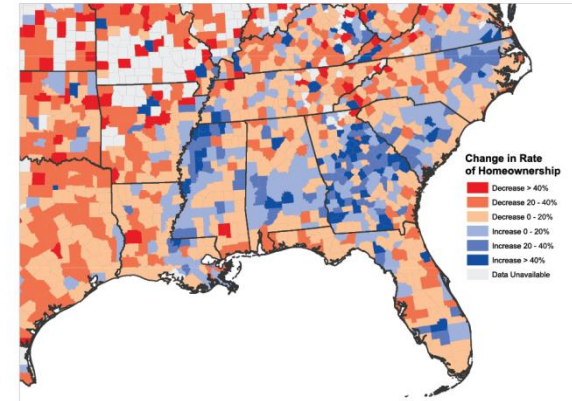 Change in Rate
of Homeownership
Decrease > 40%
Decrease 20 - 40%
Decrease 0 - 20%
Increase 0 - 20%
Increase 20 - 40%
Increase > 40%
Data Unavailable